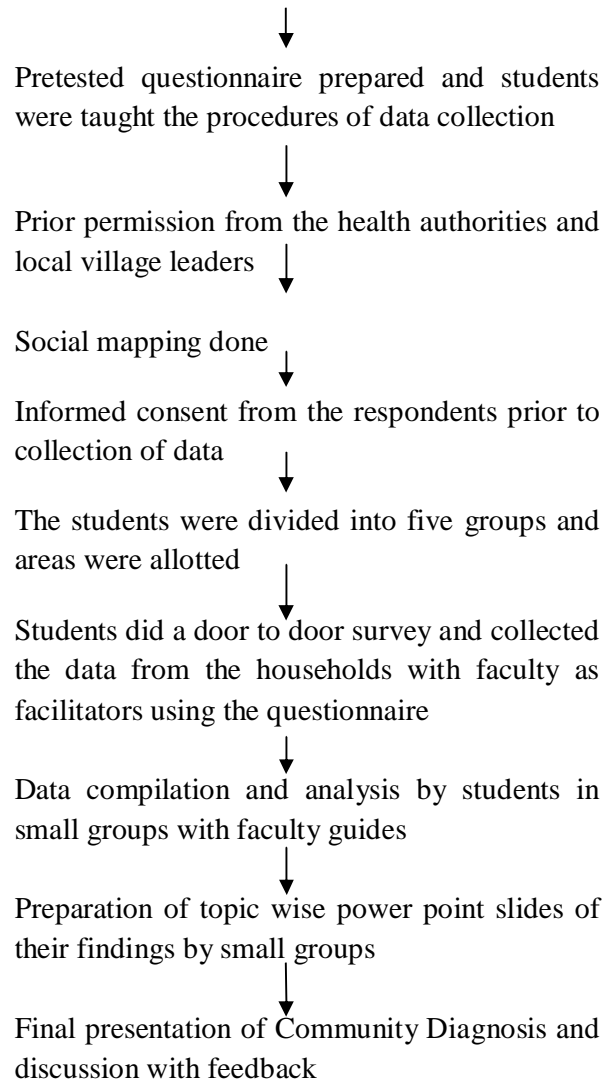 Pretested questionnaire prepared and students
were taught the procedures of data collection
Prior permission from the health authorities and
local village leaders
Social mapping done
Informed consent from the respondents prior to
collection of data
The students were divided into five groups and
areas were allotted
Students did a door to door survey and collected
the data from the households with faculty as
facilitators using the questionnaire
Data compilation and analysis by students in
small groups with faculty guides
Preparation of topic wise power point slides of
their findings by small groups
Final presentation of Community Diagnosis and
discussion with feedback